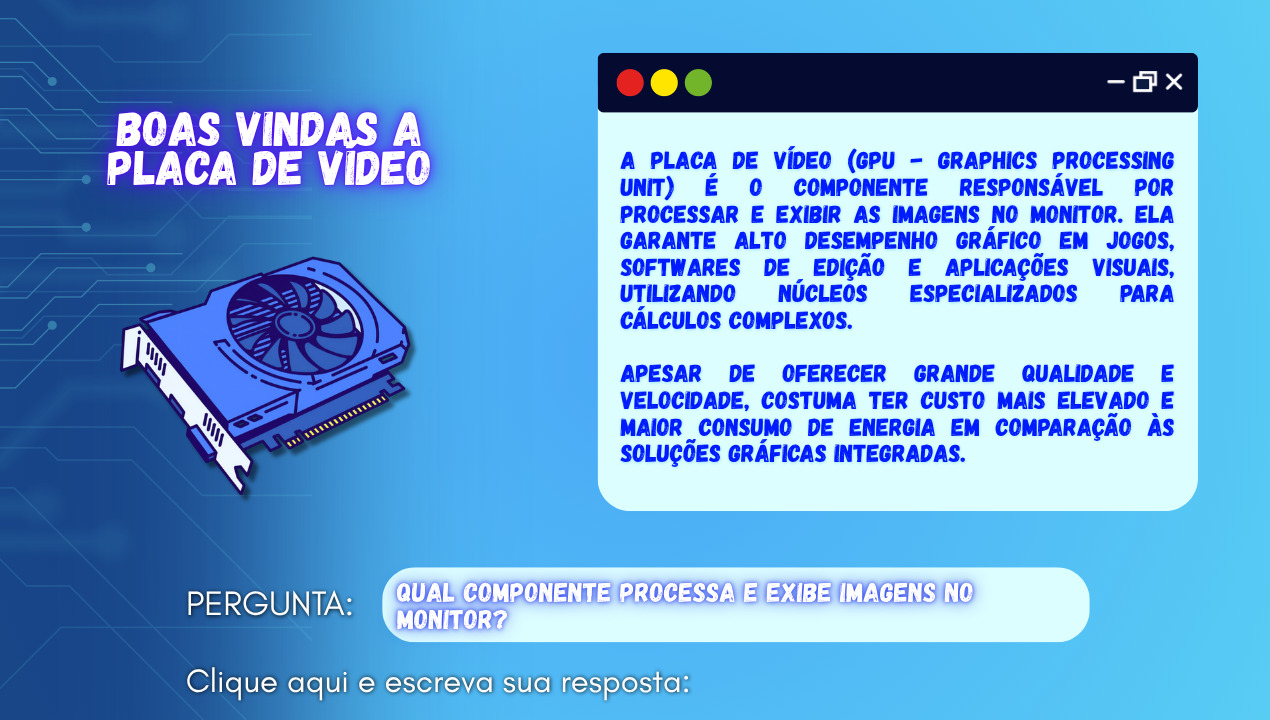 BOAS VINDAS A
PLACA DE VÍDEO
A PLACA DE VÍDEO (GPU – GRAPHICS PROCESSING
UNIT) É O COMPONENTE RESPONSÁVEL POR
PROCESSAR E EXIBIR AS IMAGENS NO MONITOR. ELA
GARANTE ALTO DESEMPENHO GRÁFICO EM JOGOS,
SOFTWARES DE EDIÇÃO E APLICAÇÕES VISUAIS,
UTILIZANDO NÚCLEOS ESPECIALIZADOS PARA
CÁLCULOS COMPLEXOS.
APESAR DE OFERECER GRANDE QUALIDADE E
VELOCIDADE, COSTUMA TER CUSTO MAIS ELEVADO E
MAIOR CONSUMO DE ENERGIA EM COMPARAÇÃO ÀS
SOLUÇÕES GRÁFICAS INTEGRADAS.
PERGUNTA:
QUAL COMPONENTE PROCESSA E EXIBE IMAGENS NO
MONITOR?
Clique aqui e escreva sua resposta: